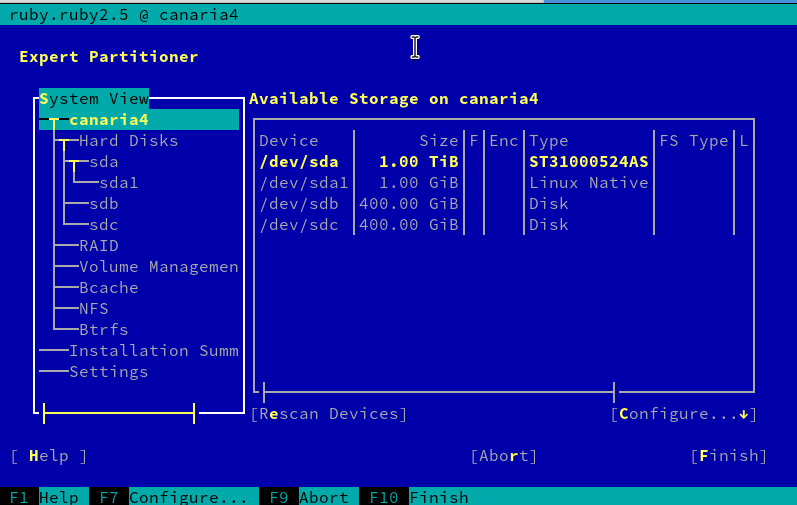 ruby.ruby2.5 @ canaria4
Expert Partitioner
System View
canaria4
Hard Disks
sda
sda1
sdb
sdc
RAID
Volume Managemen
Bcache
NFS
Btrfs
Installation Summ
Settings
Available Storage on canaria4
Device Size F Enc Type FS Type L
/dev/sda 1.00 TiB ST31000524AS
/dev/sda1 1.00 GiB Linux Native
/dev/sdb 400.00 GiB Disk
/dev/sdc 400.00 GiB Disk
[Rescan Devices] [Configure...↓]
[ Help ] [Abort] [Finish]
F1 Help F7 Configure... F9 Abort F10 Finish